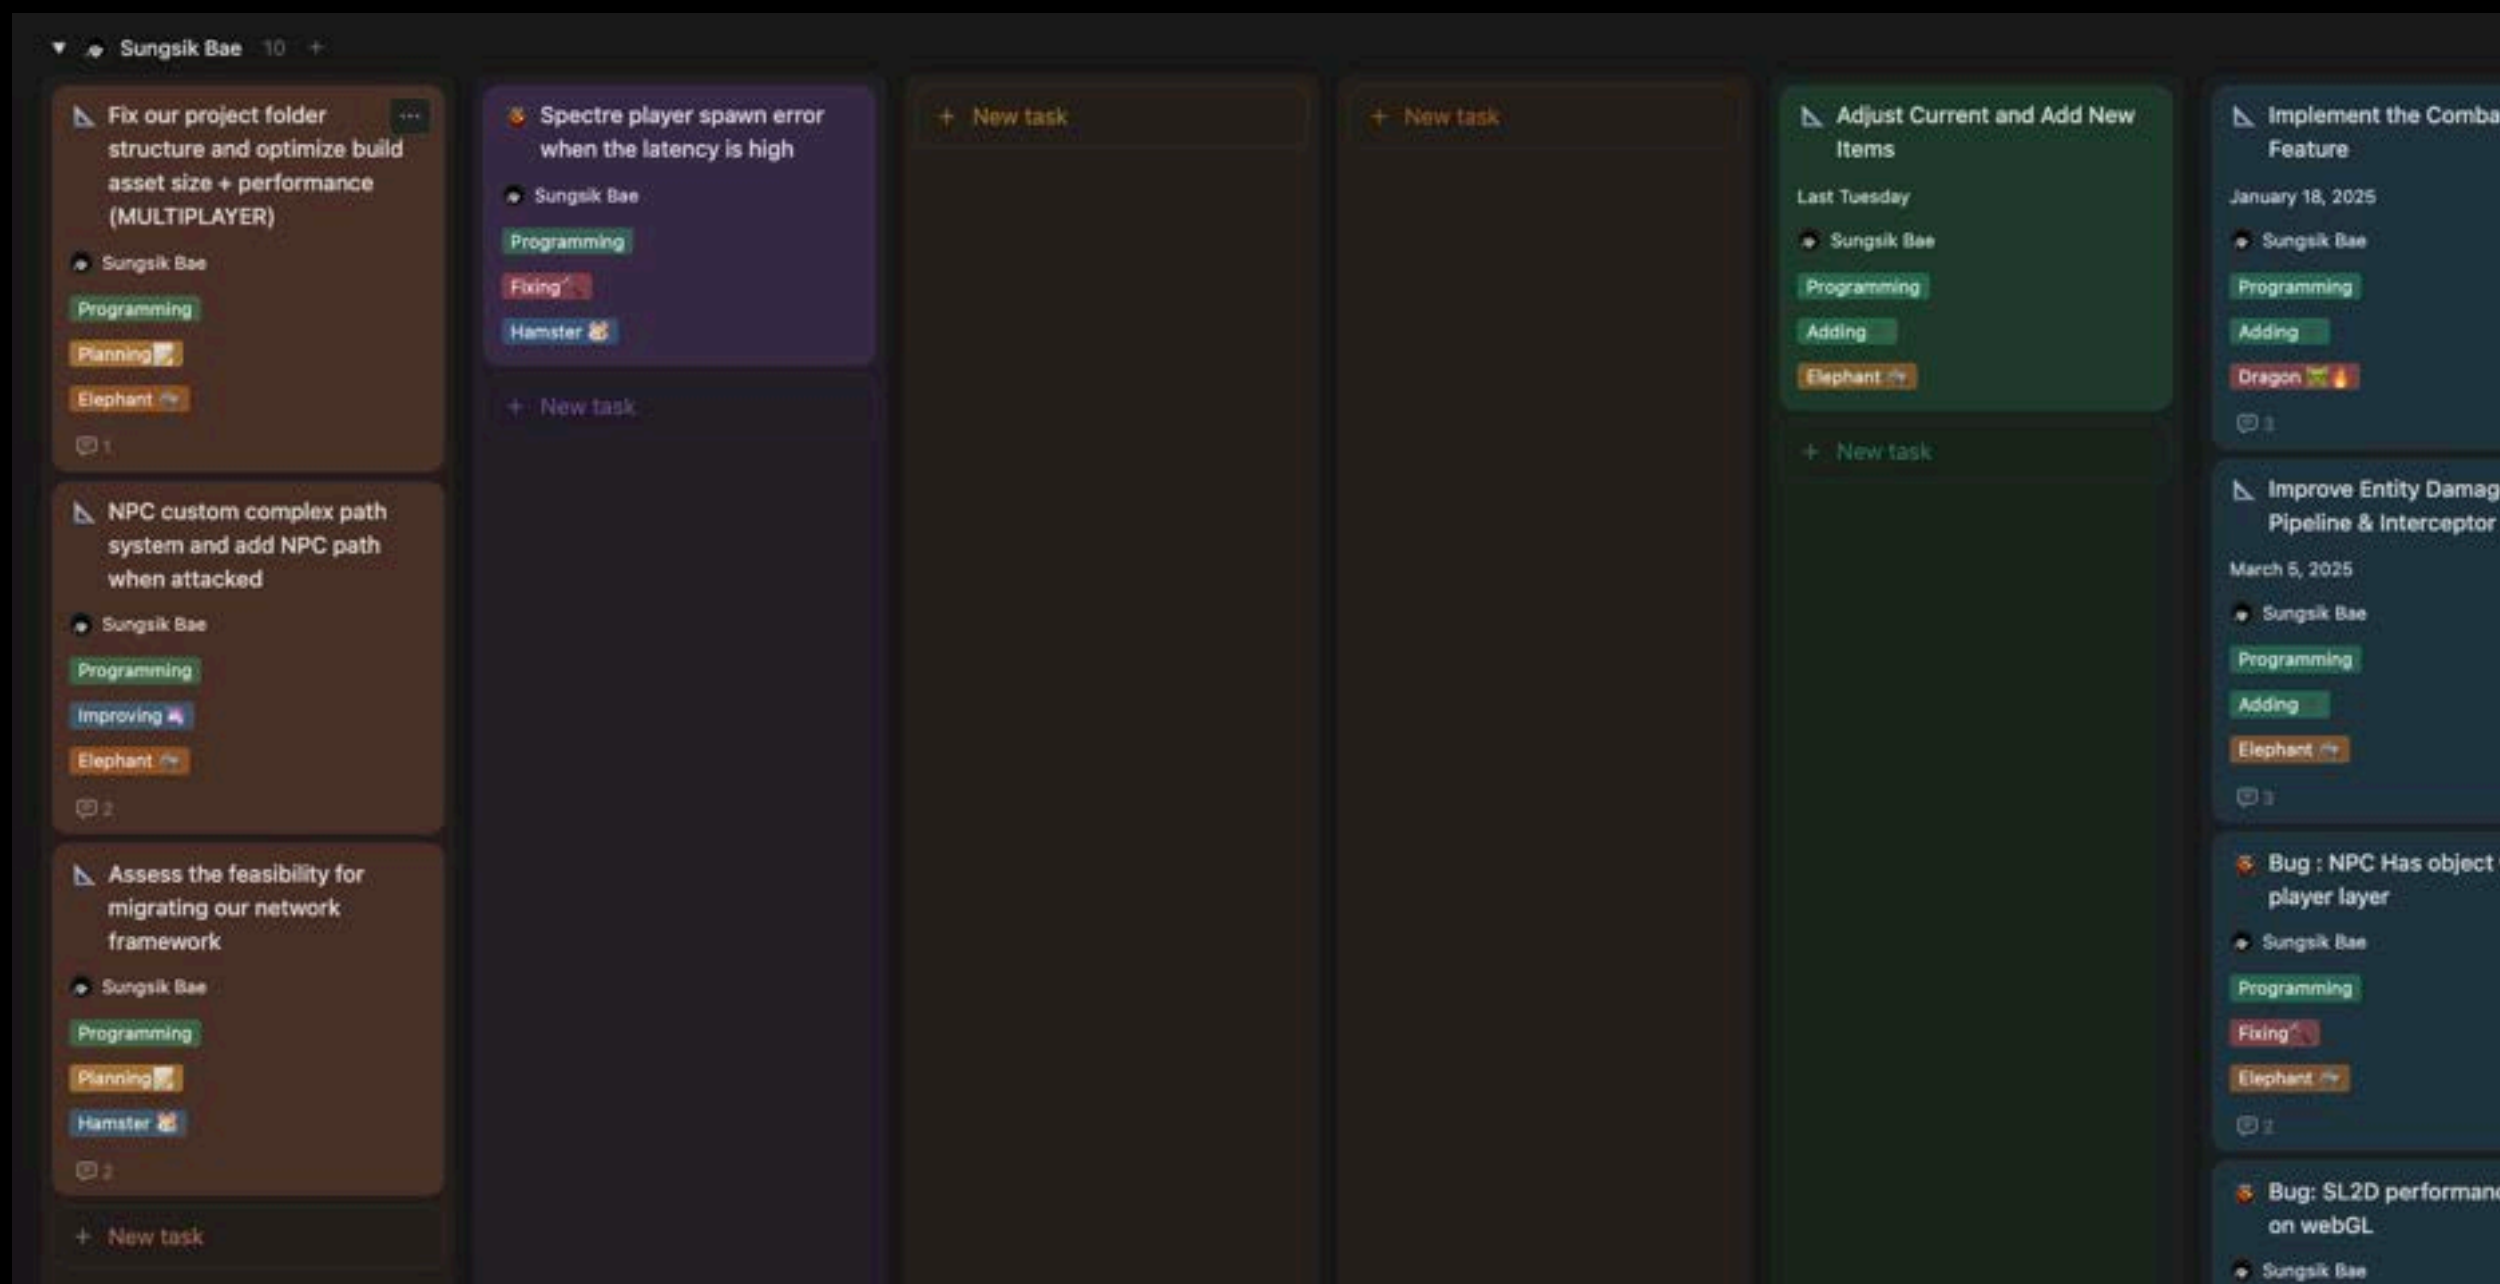 Sungsik Bae 10 +
Fix our project folder
structure and optimize build
asset size + performance
(MULTIPLAYER)
Sungsik Bae
Programming
Planning
Elephant
1
NPC custom complex path
system and add NPC path
when attacked
Sungsik Bae
Programming
Improving
Elephant
2
Assess the feasibility for
migrating our network
framework
Sungsik Bae
Programming
Planning
Hamster
2
+ New task
Spectre player spawn error
when the latency is high
Sungsik Bae
Programming
Fixing
Hamster
+ New task
+ New task
+ New task
Adjust Current and Add New
Items
Last Tuesday
Sungsik Bae
Programming
Adding
Elephant
+ New task
Implement the Comba
Feature
January 18, 2025
Sungsik Bae
Programming
Adding
Dragon
3
Improve Entity Damag
Pipeline & Interceptor
March 5, 2025
Sungsik Bae
Programming
Adding
Elephant
3
Bug : NPC Has object
player layer
Sungsik Bae
Programming
Fixing
Elephant
2
Bug: SL2D performanc
on webGL
Sungsik Bae